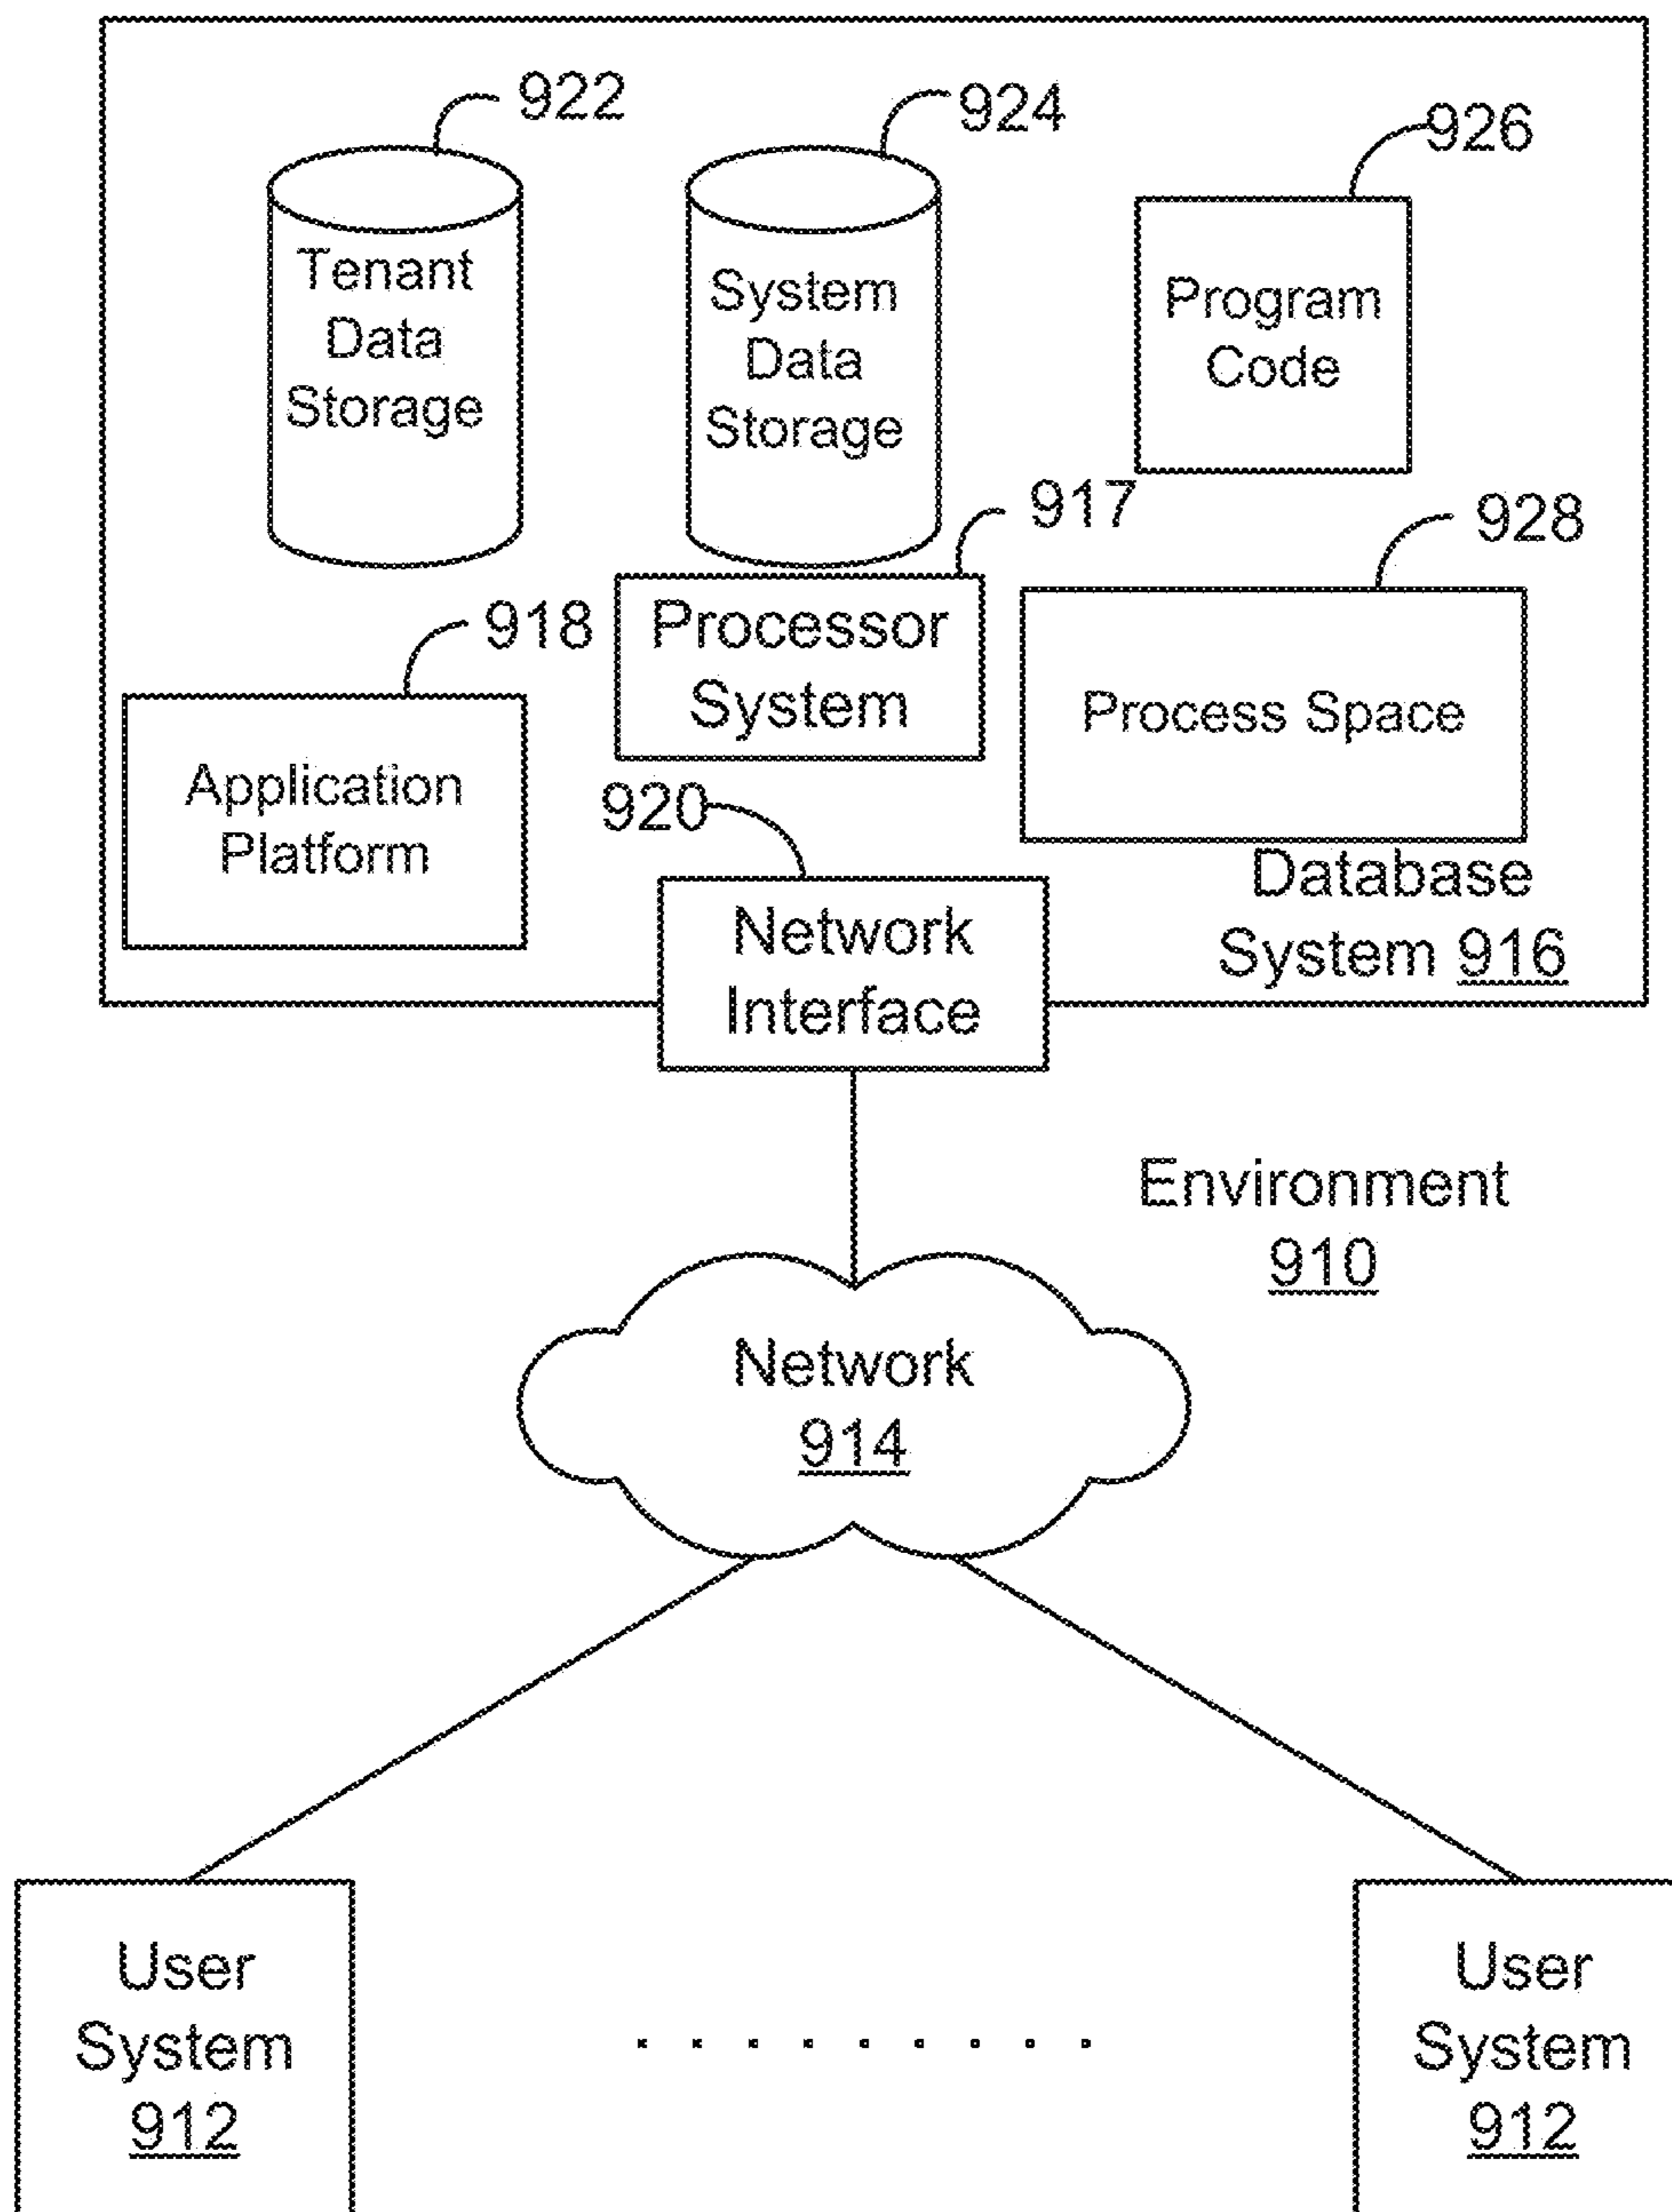 922
924
926
Tenant
Data
Storage
System
Data
Storage
Program
Code
917
928
918
Processor
System
Process Space
Application
Platform
920
Network
Interface
Database
System 916
Environment
910
Network
914
User
System
912
. . . . . . . . .
User
System
912